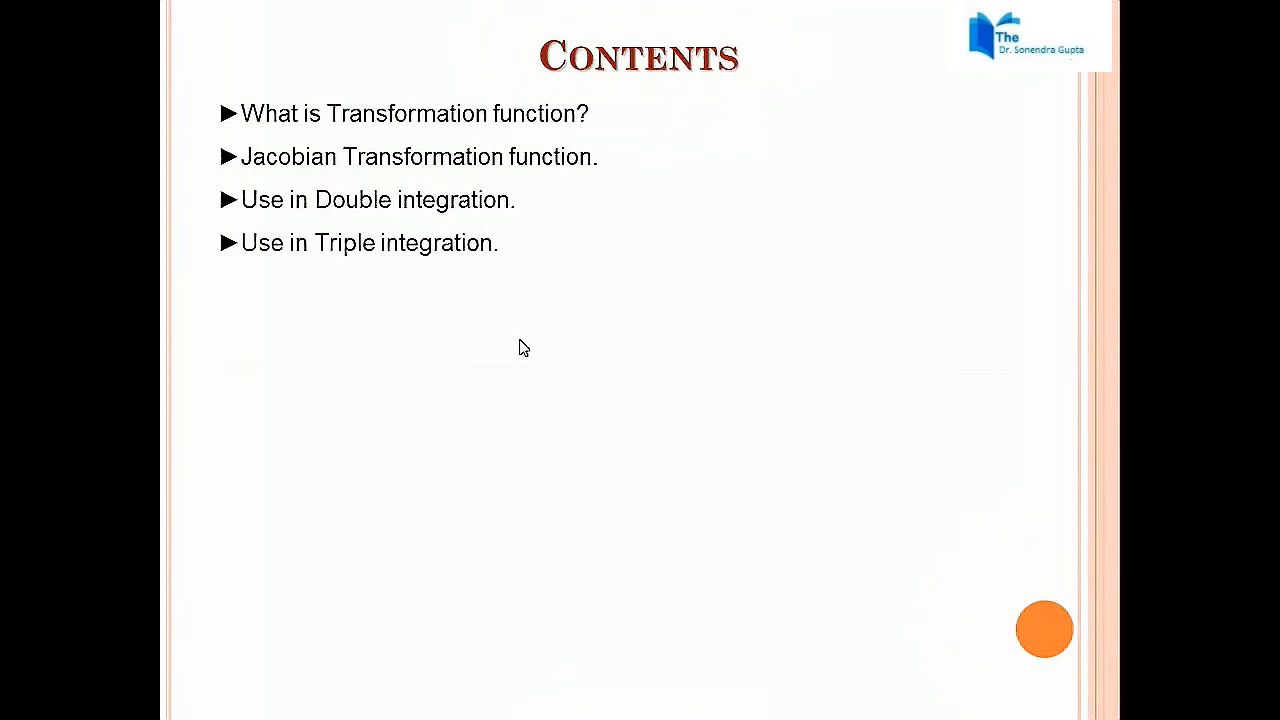 The
Dr. Sonendra Gupta
CONTENTS
►What is Transformation function?
►Jacobian Transformation function.
►Use in Double integration.
►Use in Triple integration.